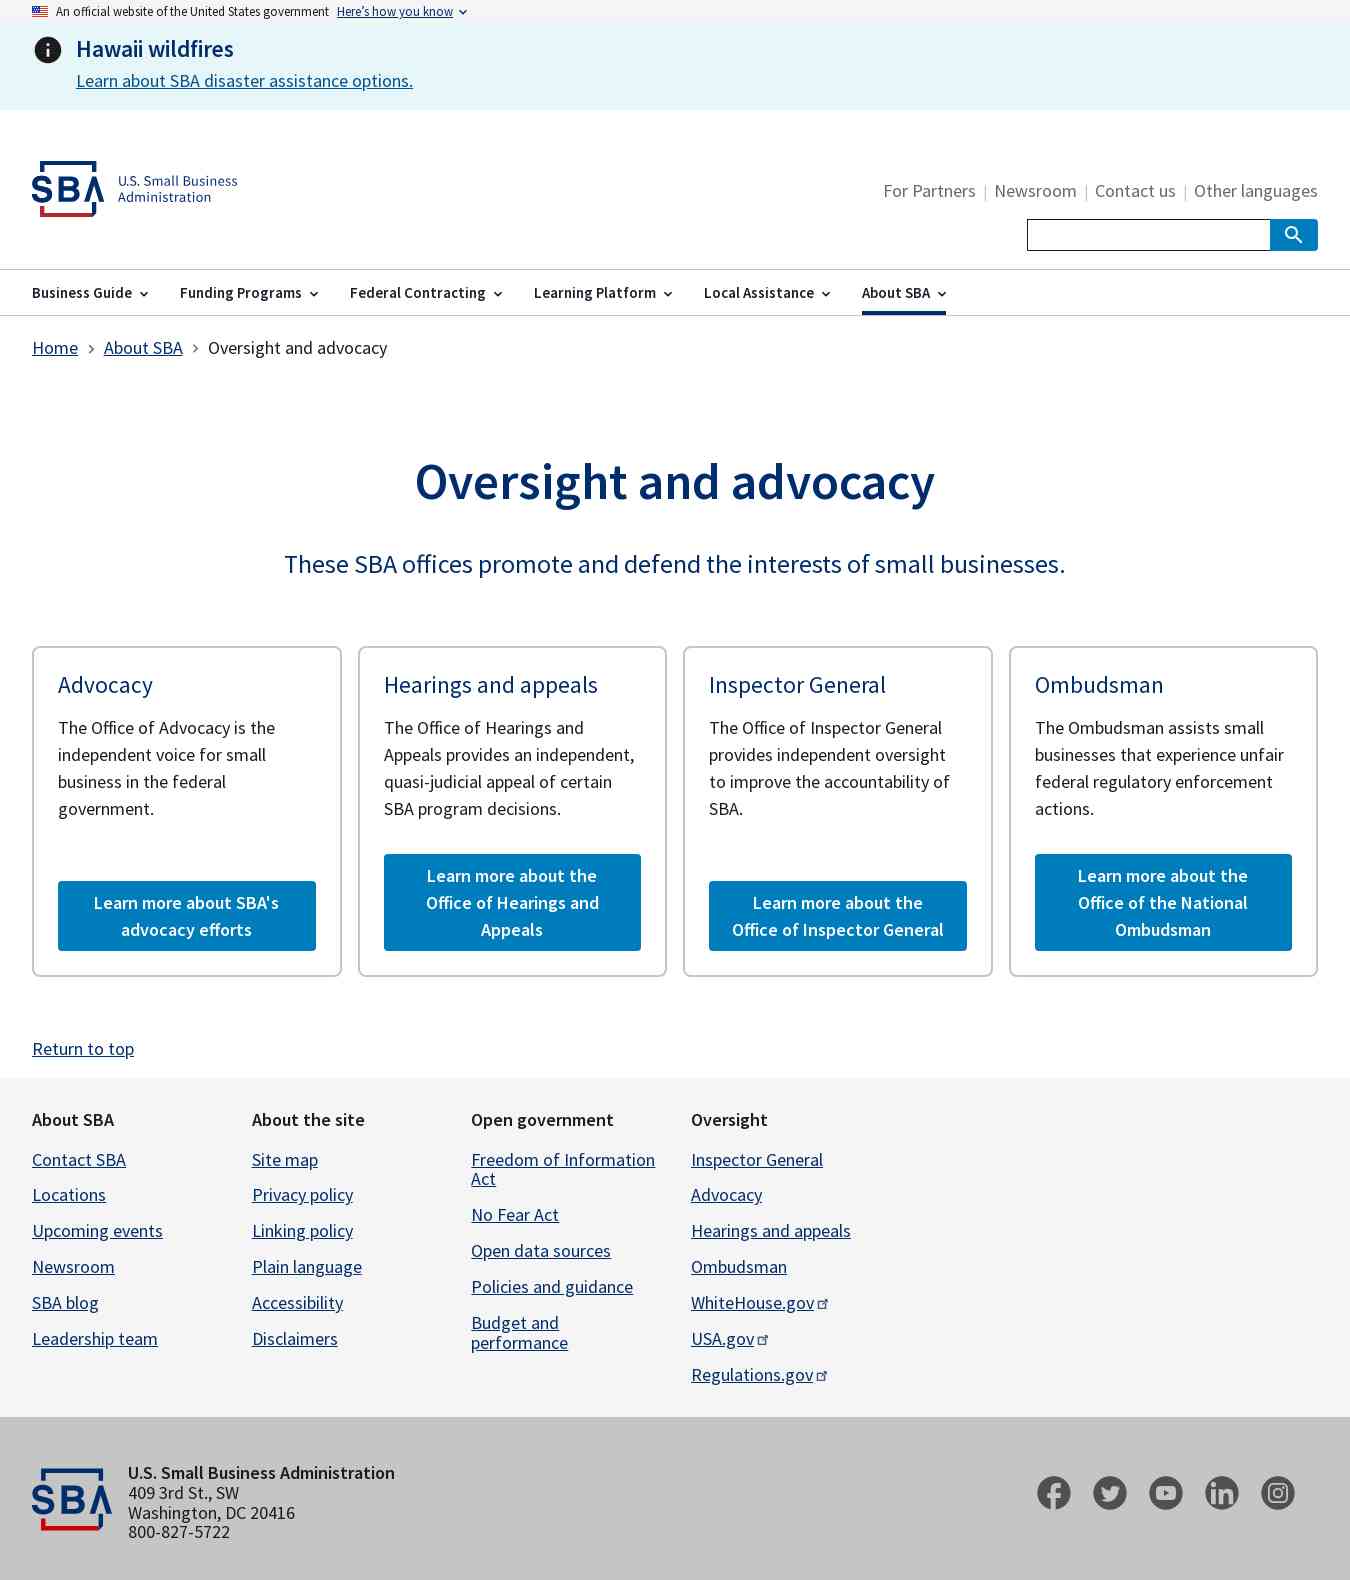 An official website of the United States government Here’s how you know
Hawaii wildfires
Learn about SBA disaster assistance options.
SBA U.S. Small Business
Administration
For Partners | Newsroom | Contact us | Other languages
Business Guide Funding Programs Federal Contracting Learning Platform Local Assistance About SBA
Home About SBA Oversight and advocacy
Oversight and advocacy
These SBA offices promote and defend the interests of small businesses.
Advocacy
The Office of Advocacy is the
independent voice for small
business in the federal
government.
Learn more about SBA's
advocacy efforts
Hearings and appeals
The Office of Hearings and
Appeals provides an independent,
quasi-judicial appeal of certain
SBA program decisions.
Learn more about the
Office of Hearings and
Appeals
Inspector General
The Office of Inspector General
provides independent oversight
to improve the accountability of
SBA.
Learn more about the
Office of Inspector General
Ombudsman
The Ombudsman assists small
businesses that experience unfair
federal regulatory enforcement
actions.
Learn more about the
Office of the National
Ombudsman
Return to top
About SBA
Contact SBA
Locations
Upcoming events
Newsroom
SBA blog
Leadership team
About the site
Site map
Privacy policy
Linking policy
Plain language
Accessibility
Disclaimers
Open government
Freedom of Information
Act
No Fear Act
Open data sources
Policies and guidance
Budget and
performance
Oversight
Inspector General
Advocacy
Hearings and appeals
Ombudsman
WhiteHouse.gov
USA.gov
Regulations.gov
SBA
U.S. Small Business Administration
409 3rd St., SW
Washington, DC 20416
800-827-5722